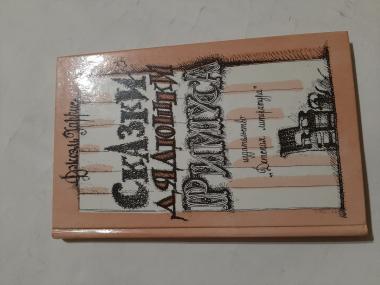 Джоэль Харрис
СКАЗКИ
ДЯДЮШКИ
РИМУСА
издательство
"Детская литература"